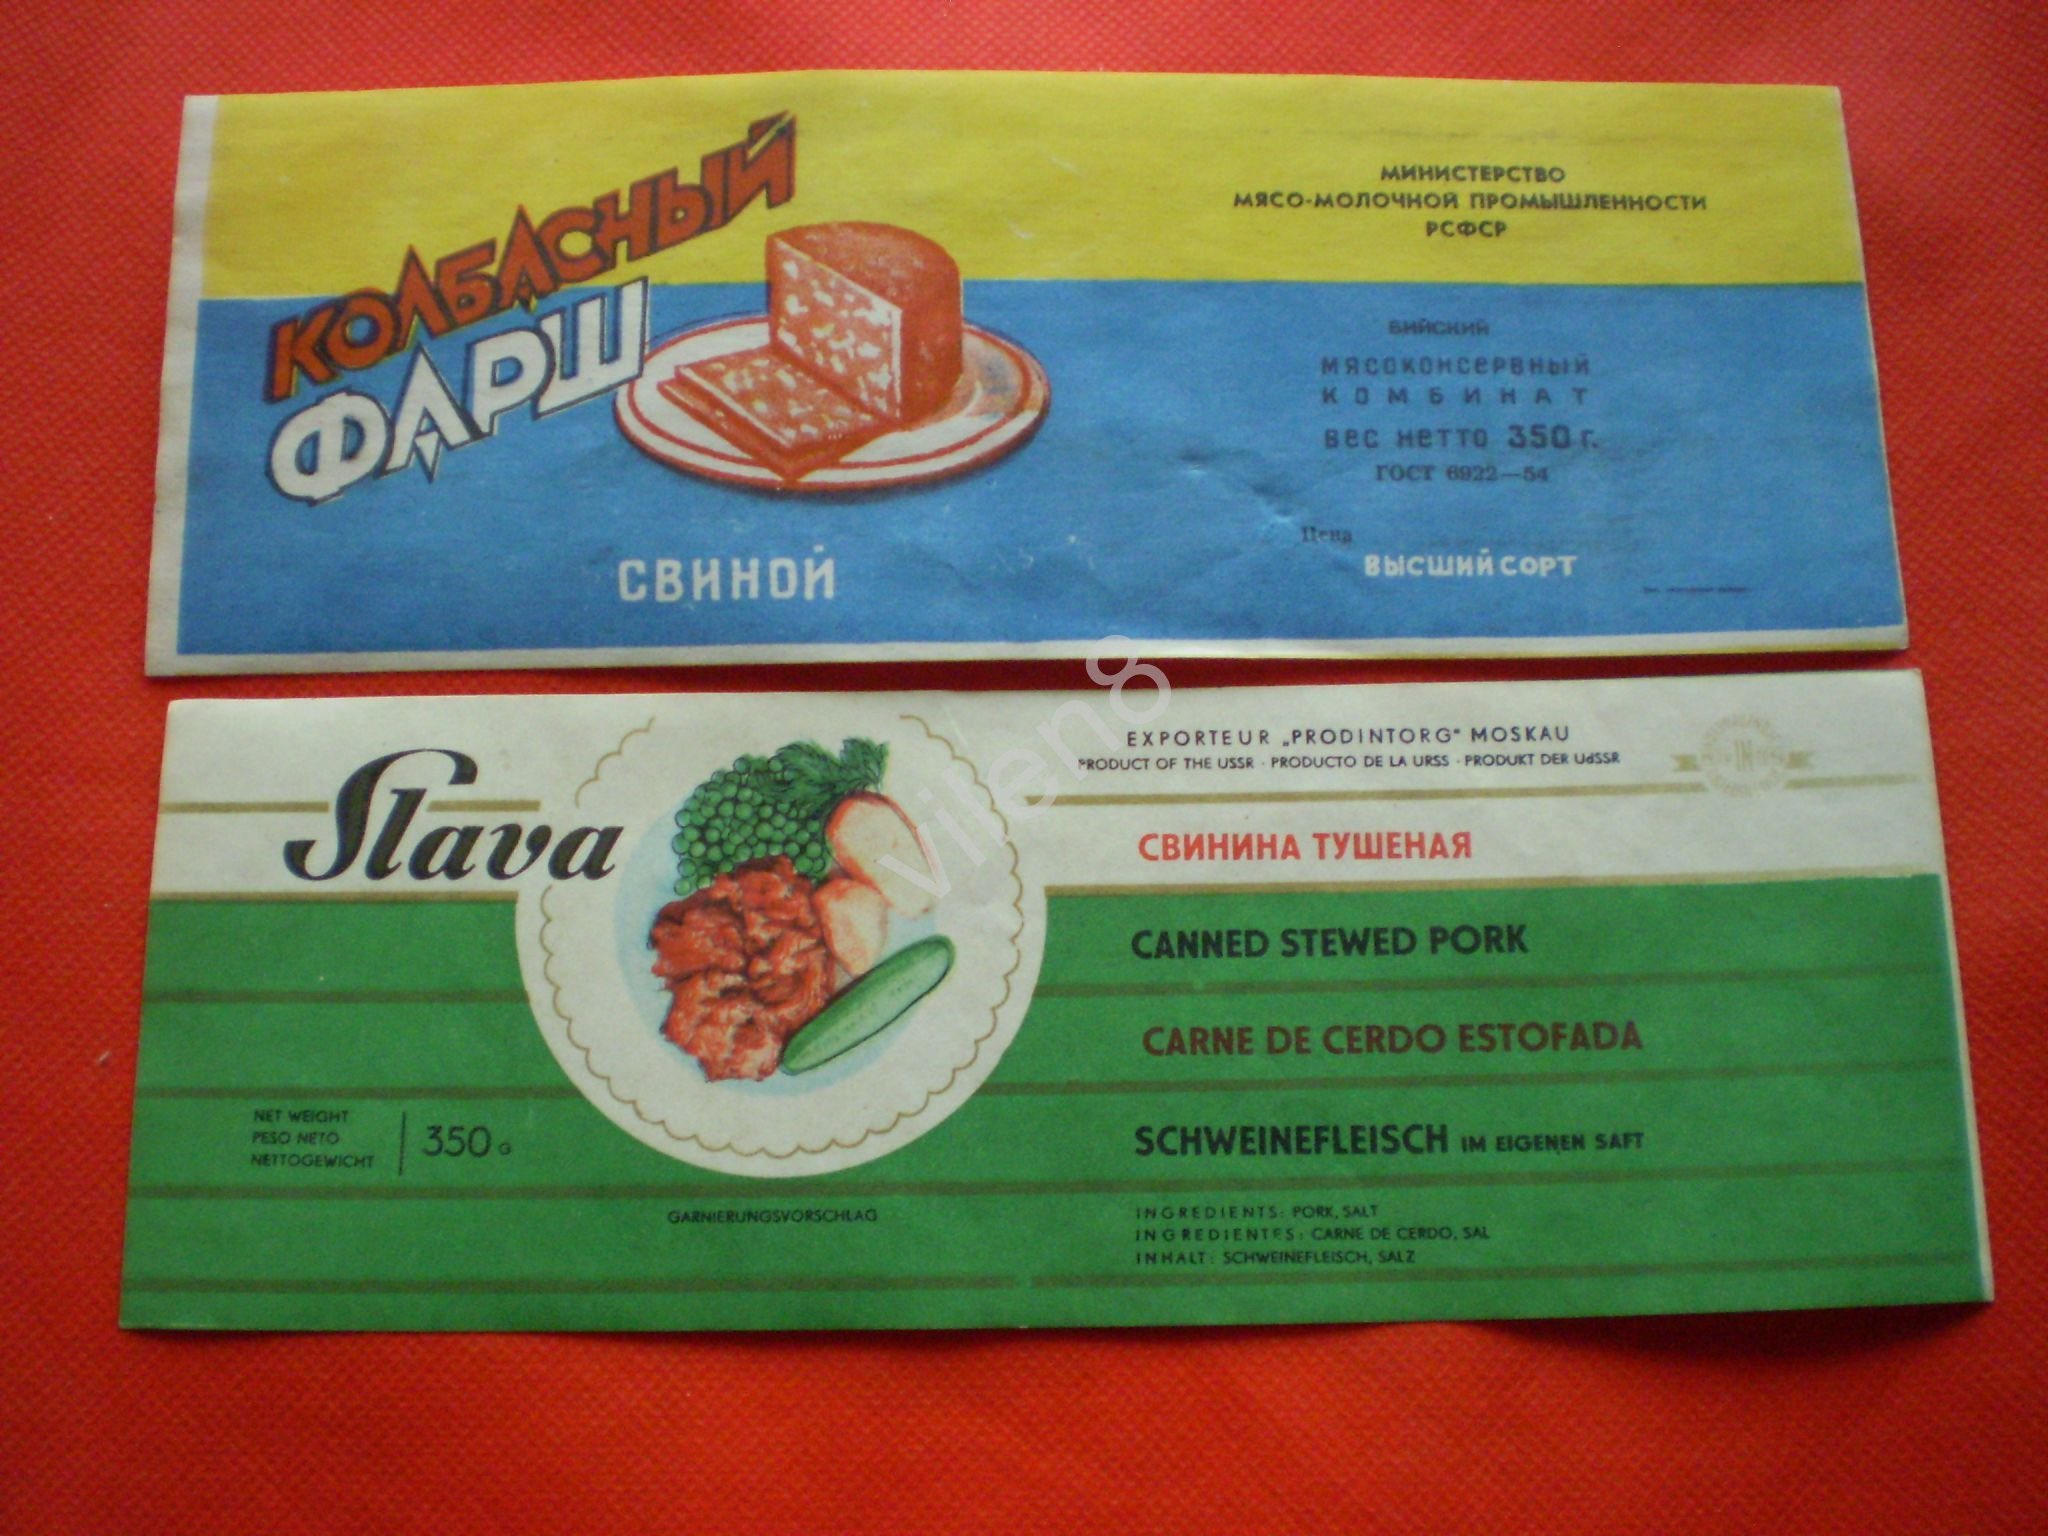 КОЛБАСНЫЙ
ФАРШ
СВИНОЙ
МИНИСТЕРСТВО
МЯСО-МОЛОЧНОЙ ПРОМЫШЛЕННОСТИ
РСФСР
БИЙСКИЙ
МЯСОКОНСЕРВНЫЙ
КОМБИНАТ
ВЕС НЕТТО 350 г.
ГОСТ 6922—54
Цена
ВЫСШИЙ СОРТ
vilen8
Slava
NET WEIGHT
PESO NETO
NETTOGEWICHT
350 G
GARNIERUNGSVORSCHLAG
EXPORTEUR „PRODINTORG" MOSKAU
PRODUCT OF THE USSR · PRODUCTO DE LA URSS · PRODUKT DER UdSSR
СВИНИНА ТУШЕНАЯ
CANNED STEWED PORK
CARNE DE CERDO ESTOFADA
SCHWEINEFLEISCH IM EIGENEN SAFT
INGREDIENTS: PORK, SALT
INGREDIENTES: CARNE DE CERDO, SAL
INHALT: SCHWEINEFLEISCH, SALZ